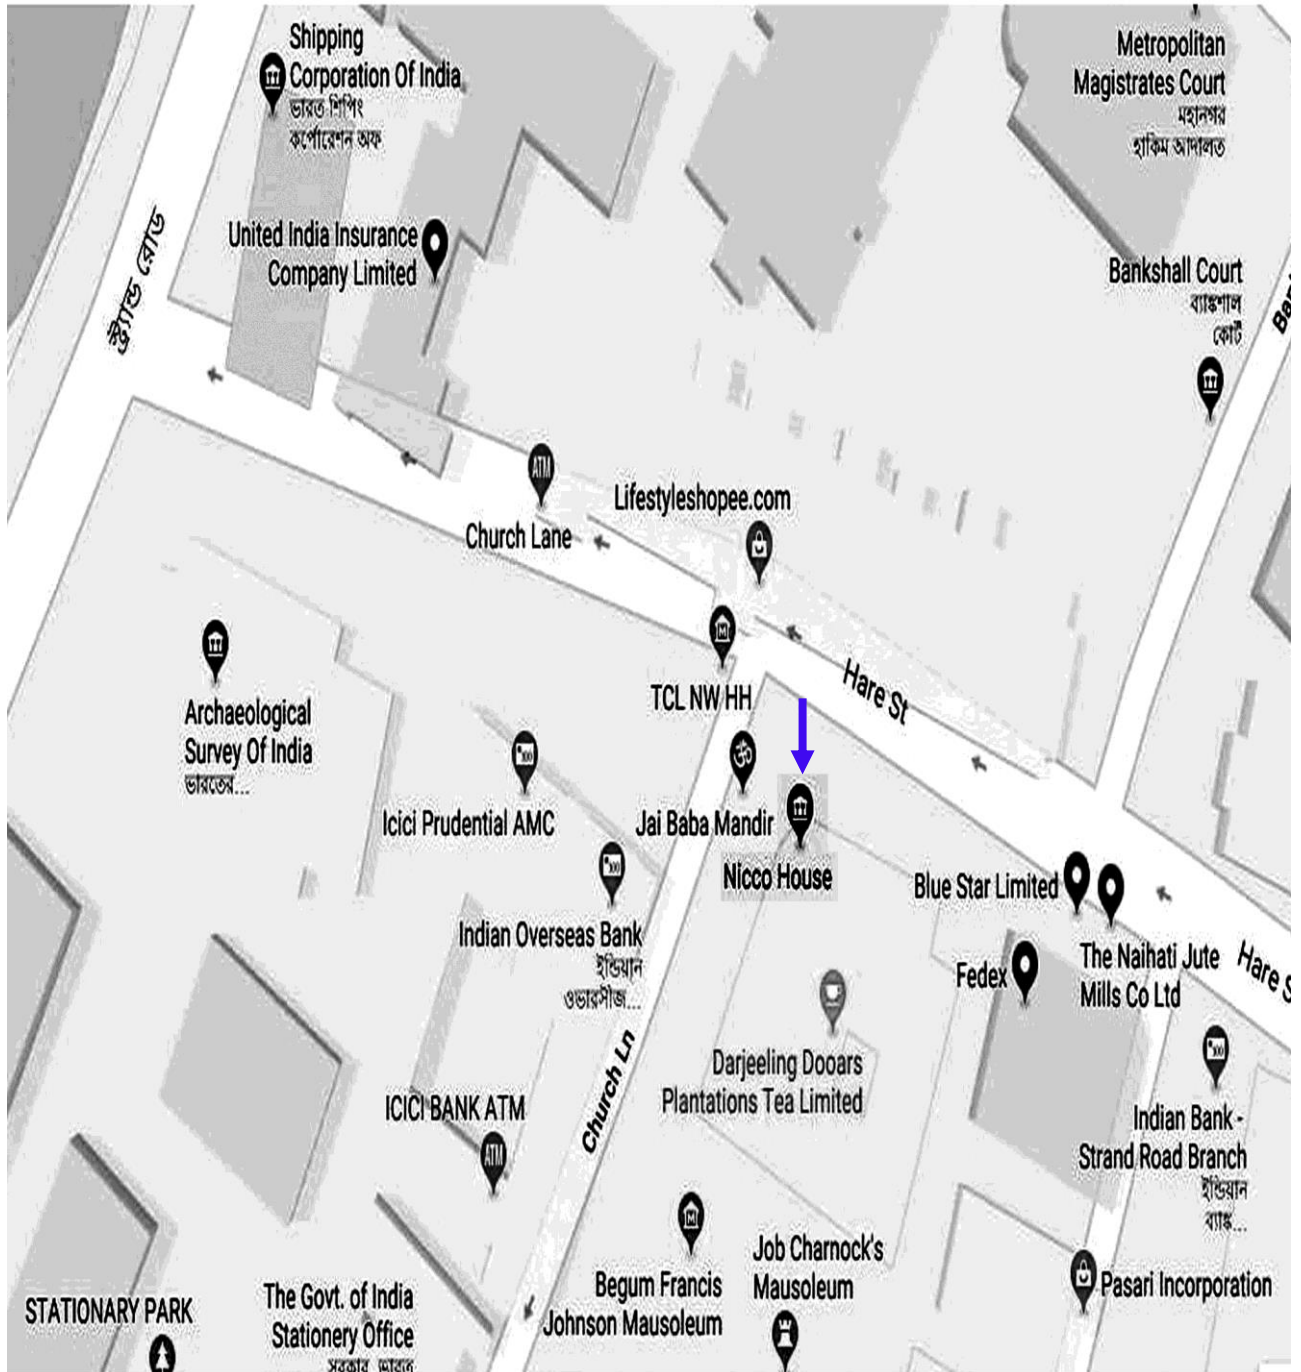 Shipping
Corporation Of India
ভারত শিপিং
কর্পোরেশন অফ
Metropolitan
Magistrates Court
মহানগর
হাকিম আদালত
United India Insurance
Company Limited
স্ট্র্যান্ড রোড
Bankshall Court
ব্যাঙ্কশাল
কোর্ট
ATM
Church Lane
Lifestyleshopee.com
TCL NW HH
Hare St
Archaeological
Survey Of India
ভারতের...
Icici Prudential AMC
Jai Baba Mandir
Nicco House
Blue Star Limited
The Naihati Jute
Mills Co Ltd
Hare S
Fedex
Indian Overseas Bank
ইন্ডিয়ান
ওভারসীজ...
Darjeeling Dooars
Plantations Tea Limited
Church Ln
ICICI BANK ATM
ATM
Indian Bank -
Strand Road Branch
ইন্ডিয়ান
ব্যাঙ্ক...
Begum Francis
Johnson Mausoleum
Job Charnock's
Mausoleum
Pasari Incorporation
STATIONARY PARK
The Govt. of India
Stationery Office